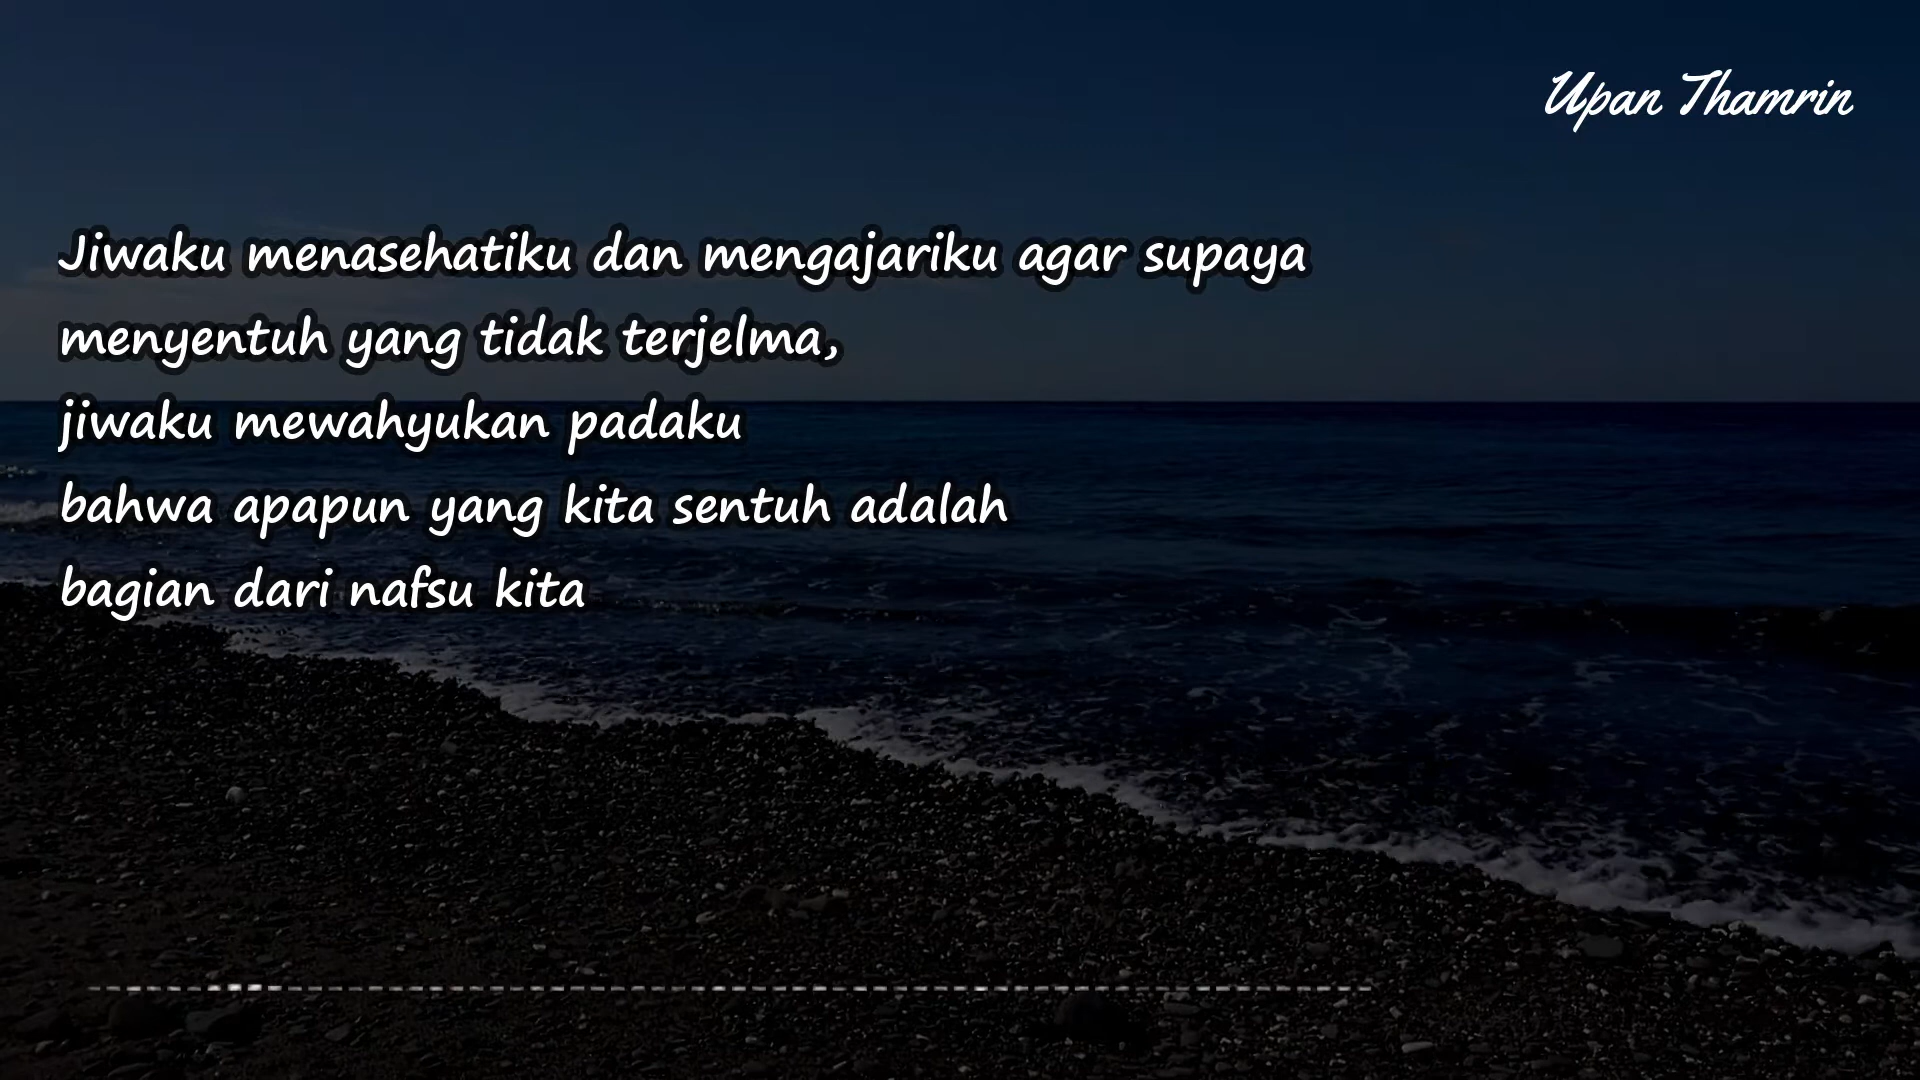 Upan Thamrin
Jiwaku menasehatiku dan mengajariku agar supaya
menyentuh yang tidak terjelma,
jiwaku mewahyukan padaku
bahwa apapun yang kita sentuh adalah
bagian dari nafsu kita